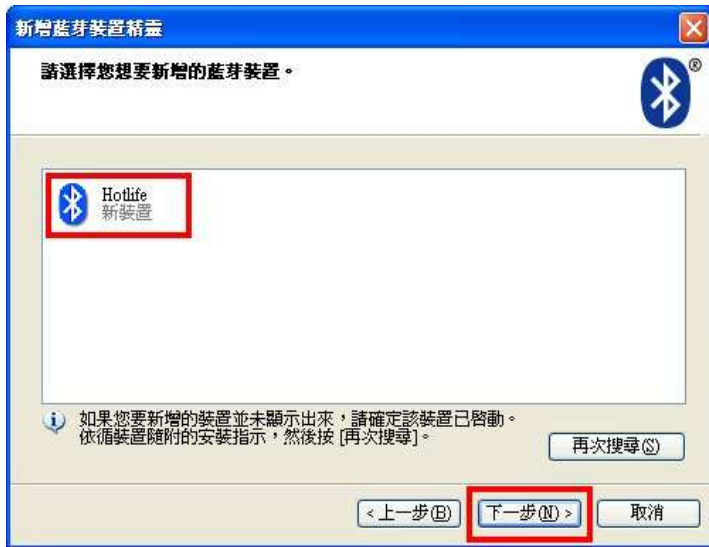 新增藍芽裝置精靈
請選擇您想要新增的藍芽裝置。
®
Hotlife
新裝置
如果您要新增的裝置並未顯示出來，請確定該裝置已啟動。
依循裝置隨附的安裝指示，然後按 [再次搜尋]。
再次搜尋(S)
<上一步(B) 下一步(N)> 取消